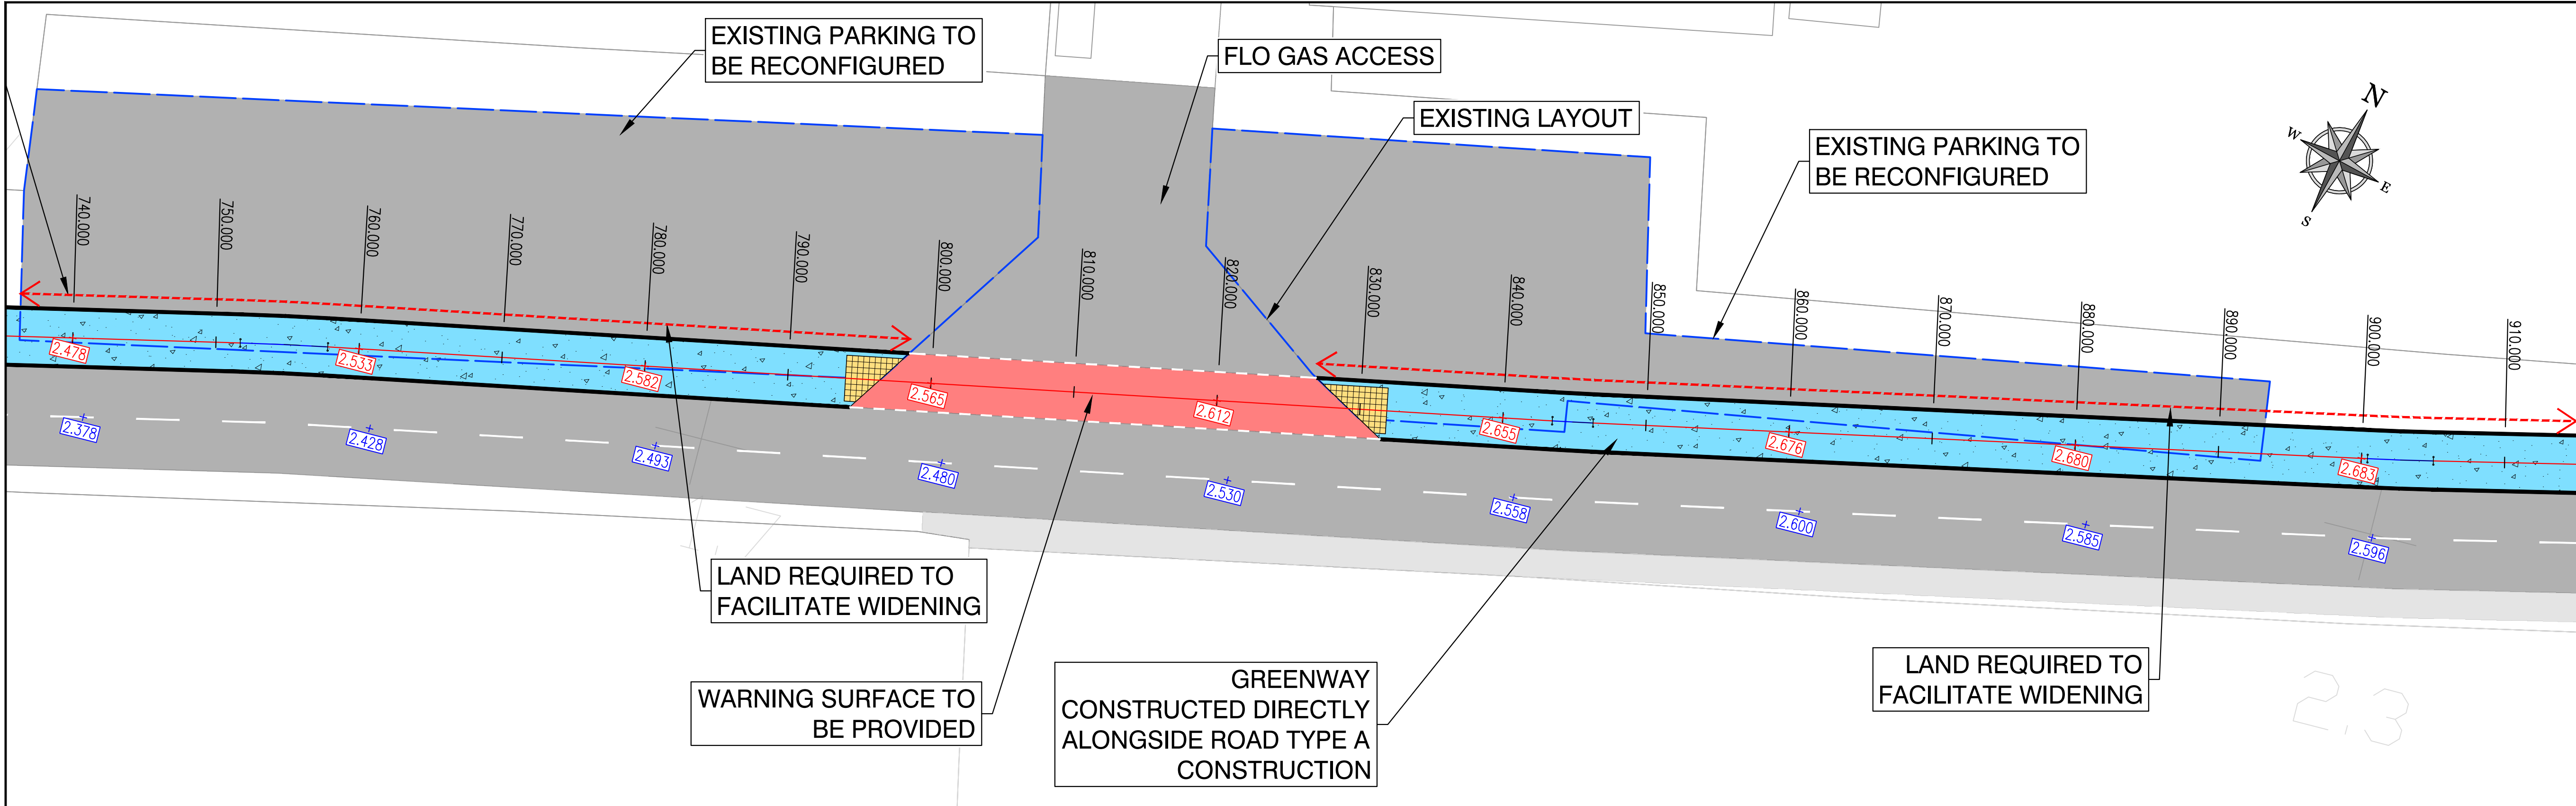 EXISTING PARKING TO
BE RECONFIGURED
FLO GAS ACCESS
EXISTING LAYOUT
EXISTING PARKING TO
BE RECONFIGURED
N
W
E
S
740.000
750.000
760.000
770.000
780.000
790.000
800.000
810.000
820.000
830.000
840.000
850.000
860.000
870.000
880.000
890.000
900.000
910.000
2.478
2.533
2.582
2.565
2.612
2.655
2.676
2.680
2.683
2.378
2.428
2.493
2.480
2.530
2.558
2.600
2.585
2.596
LAND REQUIRED TO
FACILITATE WIDENING
WARNING SURFACE TO
BE PROVIDED
GREENWAY
CONSTRUCTED DIRECTLY
ALONGSIDE ROAD TYPE A
CONSTRUCTION
LAND REQUIRED TO
FACILITATE WIDENING
2.3